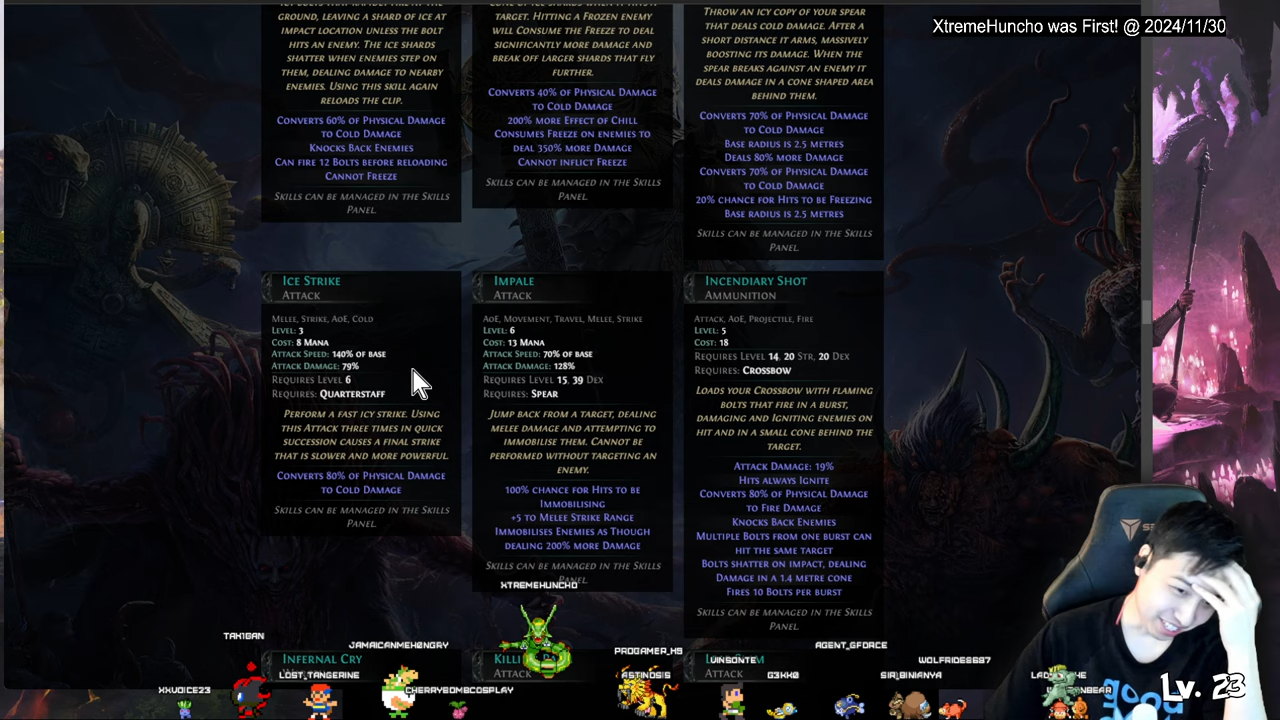 XtremeHuncho was First! @ 2024/11/30
ground, leaving a shard of ice at
impact location unless the bolt
hits an enemy. The ice shards
shatter when enemies step on
them, dealing damage to nearby
enemies. Using this skill again
reloads the clip.
Converts 60% of Physical Damage
to Cold Damage
Knocks Back Enemies
Can fire 12 Bolts before reloading
Cannot Freeze
Skills can be managed in the Skills
Panel.
target. Hitting a Frozen enemy
will Consume the Freeze to deal
significantly more damage and
break off larger shards that fly
further.
Converts 40% of Physical Damage
to Cold Damage
200% more Effect of Chill
Consumes Freeze on enemies to
deal 350% more Damage
Cannot inflict Freeze
Skills can be managed in the Skills
Panel.
Throw an icy copy of your spear
that deals cold damage. After a
short distance it arms, massively
boosting its damage. When the
spear breaks against an enemy it
deals damage in a cone shaped area
behind them.
Converts 70% of Physical Damage
to Cold Damage
Base radius is 2.5 metres
Deals 80% more Damage
Converts 70% of Physical Damage
to Cold Damage
20% chance for Hits to be Freezing
Base radius is 2.5 metres
Skills can be managed in the Skills
Panel.
Ice Strike
Attack
Melee, Strike, AoE, Cold
Level: 3
Cost: 8 Mana
Attack Speed: 140% of base
Attack Damage: 79%
Requires Level 6
Requires: Quarterstaff
Perform a fast icy strike. Using
this Attack three times in quick
succession causes a final strike
that is slower and more powerful.
Converts 80% of Physical Damage
to Cold Damage
Skills can be managed in the Skills
Panel.
Impale
Attack
AoE, Movement, Travel, Melee, Strike
Level: 6
Cost: 13 Mana
Attack Speed: 70% of base
Attack Damage: 128%
Requires Level 15, 39 Dex
Requires: Spear
Jump back from a target, dealing
melee damage and attempting to
immobilise them. Cannot be
performed without targeting an
enemy.
100% chance for Hits to be
Immobilising
+5 to Melee Strike Range
Immobilises Enemies as Though
dealing 200% more Damage
Skills can be managed in the Skills
Panel.
Incendiary Shot
Ammunition
Attack, AoE, Projectile, Fire
Level: 5
Cost: 18
Requires Level 14, 20 Str, 20 Dex
Requires: Crossbow
Loads your Crossbow with flaming
bolts that fire in a burst,
damaging and Igniting enemies on
hit and in a small cone behind the
target.
Attack Damage: 19%
Hits always Ignite
Converts 80% of Physical Damage
to Fire Damage
Knocks Back Enemies
Multiple Bolts from one burst can
hit the same target
Bolts shatter on impact, dealing
Damage in a 1.4 metre cone
Fires 10 Bolts per burst
Skills can be managed in the Skills
Panel.
XTREMEHUNCHO
TAK1GAN
JAMAICANMEH0NGRY
PROGAMER_H5
AGENT_GFORCE
VINSONTE
WOLFRIDE8687
Infernal Cry
Attack
LOST_TANGERINE
ASTINOSIS
G3KK0
SIR_BINIANYA
XXVOICE23
CHERRYBOMBCOSPLAY
Lv. 23